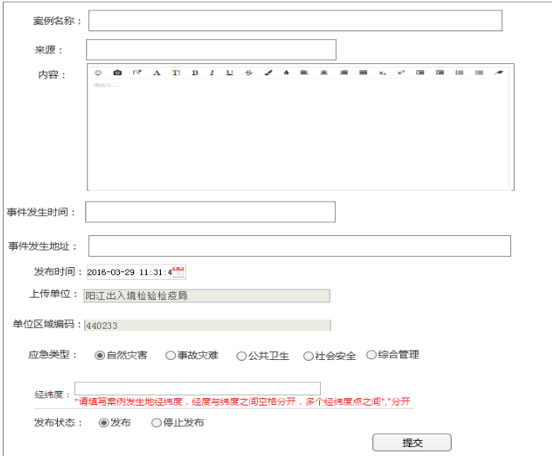 案例名称：
来源：
内容：
A T I B I U S
事件发生时间：
事件发生地址：
发布时间：2016-03-29 11:31:4
上传单位：阳江出入境检验检疫局
单位区域编码：440233
应急类型：自然灾害 事故灾难 公共卫生 社会安全 综合管理
经纬度：
"请填写案例发生地经纬度，经度与纬度之间空格分开，多个经纬度点之间","分开
发布状态：发布 停止发布
提交